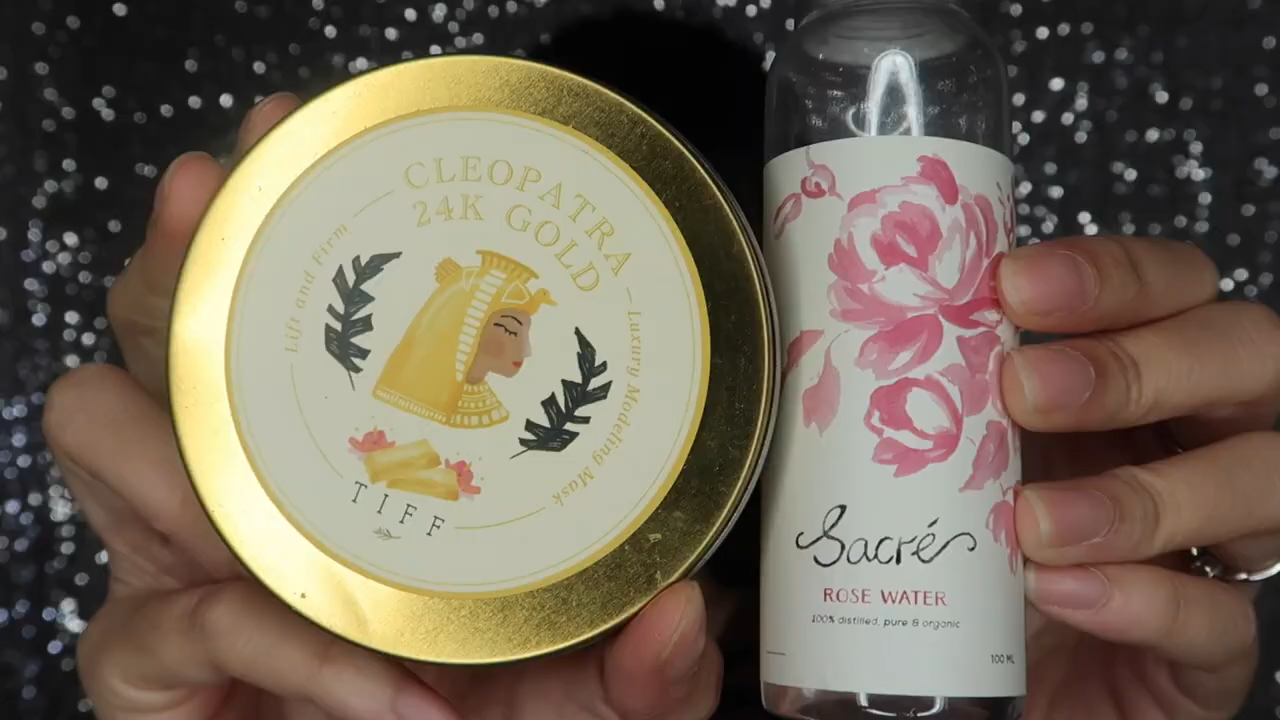 CLEOPATRA
24K GOLD
Lift and Firm
Luxury Modeling Mask
TIFF
Sacré
ROSE WATER
100% distilled, pure & organic
100 ML